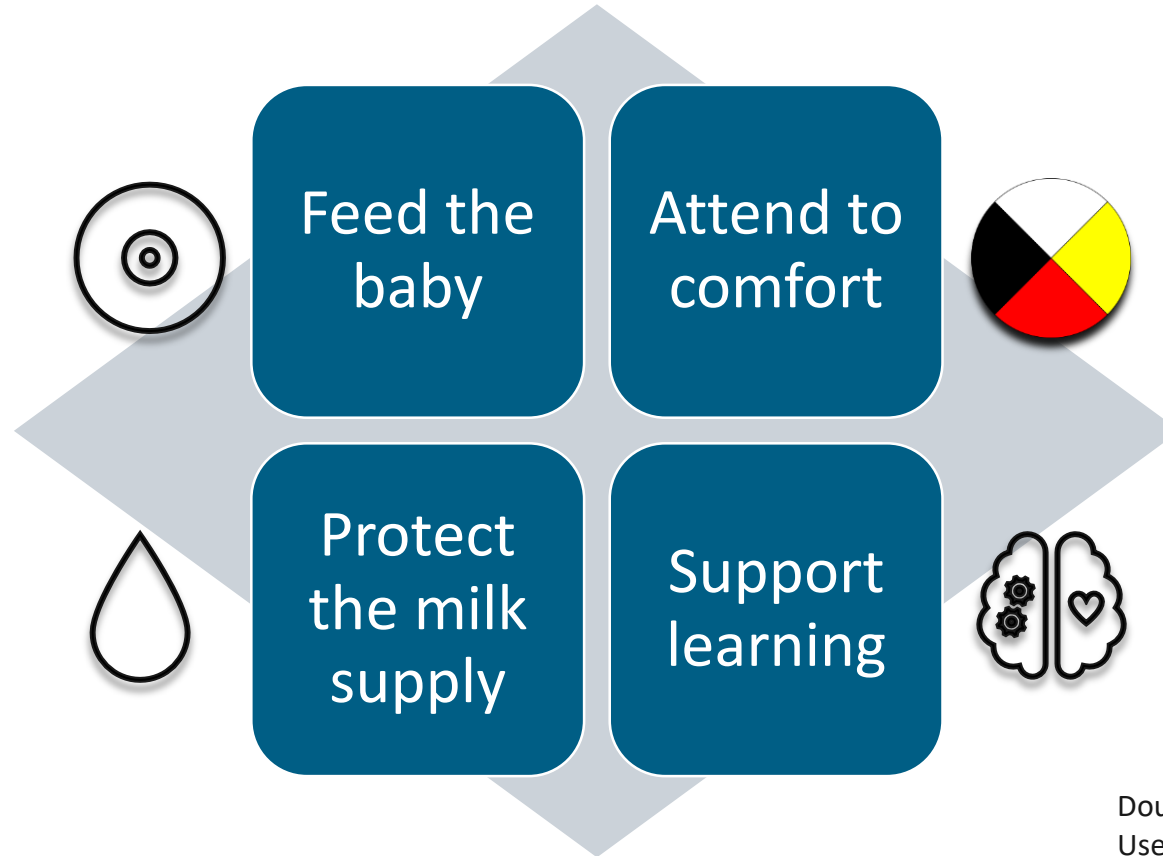 Feed the
baby
Attend to
comfort
Protect
the milk
supply
Support
learning